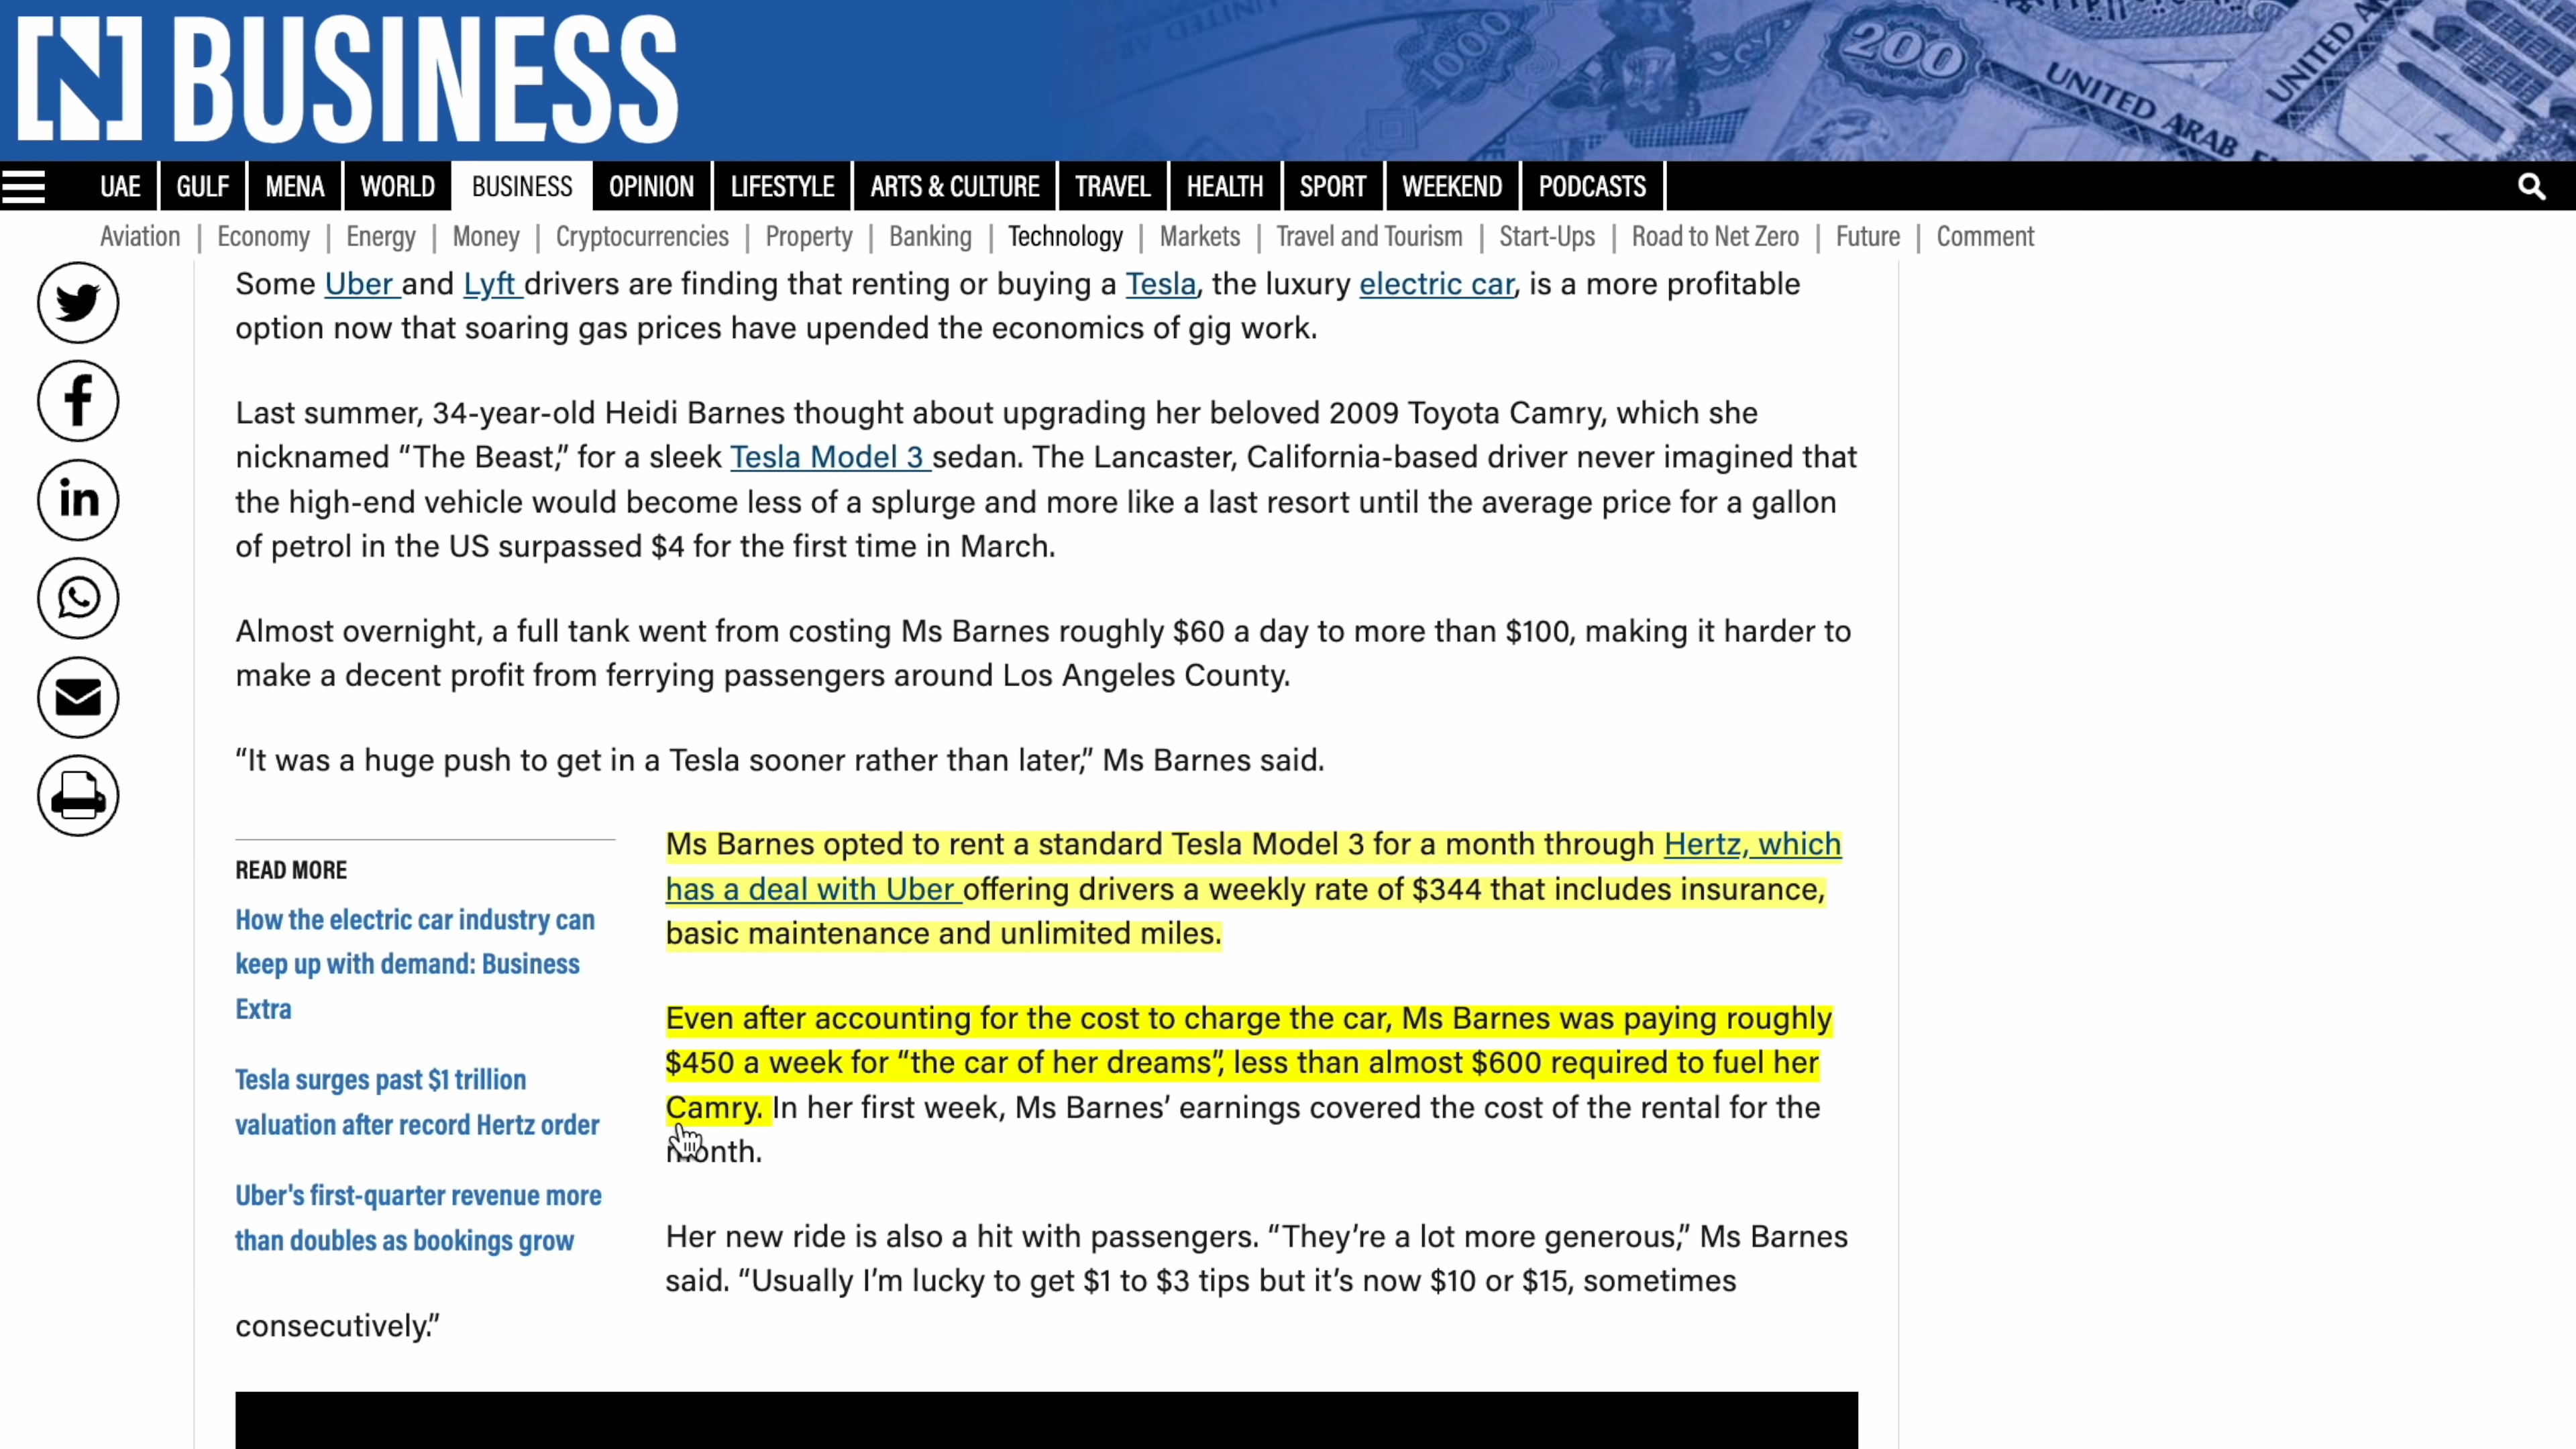 [N] BUSINESS
1000
200
UNITED ARAB
UNITED
UAE GULF MENA WORLD BUSINESS OPINION LIFESTYLE ARTS & CULTURE TRAVEL HEALTH SPORT WEEKEND PODCASTS
Aviation | Economy | Energy | Money | Cryptocurrencies | Property | Banking | Technology | Markets | Travel and Tourism | Start-Ups | Road to Net Zero | Future | Comment
Some Uber and Lyft drivers are finding that renting or buying a Tesla, the luxury electric car, is a more profitable
option now that soaring gas prices have upended the economics of gig work.
Last summer, 34-year-old Heidi Barnes thought about upgrading her beloved 2009 Toyota Camry, which she
nicknamed “The Beast,” for a sleek Tesla Model 3 sedan. The Lancaster, California-based driver never imagined that
the high-end vehicle would become less of a splurge and more like a last resort until the average price for a gallon
of petrol in the US surpassed $4 for the first time in March.
Almost overnight, a full tank went from costing Ms Barnes roughly $60 a day to more than $100, making it harder to
make a decent profit from ferrying passengers around Los Angeles County.
“It was a huge push to get in a Tesla sooner rather than later,” Ms Barnes said.
READ MORE
How the electric car industry can
keep up with demand: Business
Extra
Tesla surges past $1 trillion
valuation after record Hertz order
Uber's first-quarter revenue more
than doubles as bookings grow
Ms Barnes opted to rent a standard Tesla Model 3 for a month through Hertz, which
has a deal with Uber offering drivers a weekly rate of $344 that includes insurance,
basic maintenance and unlimited miles.
Even after accounting for the cost to charge the car, Ms Barnes was paying roughly
$450 a week for “the car of her dreams”, less than almost $600 required to fuel her
Camry. In her first week, Ms Barnes’ earnings covered the cost of the rental for the
month.
Her new ride is also a hit with passengers. “They’re a lot more generous,” Ms Barnes
said. “Usually I’m lucky to get $1 to $3 tips but it’s now $10 or $15, sometimes
consecutively.”